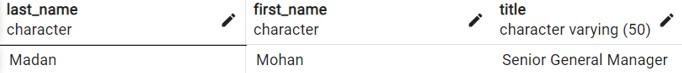 last_name first_name title
character character character varying (50)
Madan Mohan Senior General Manager